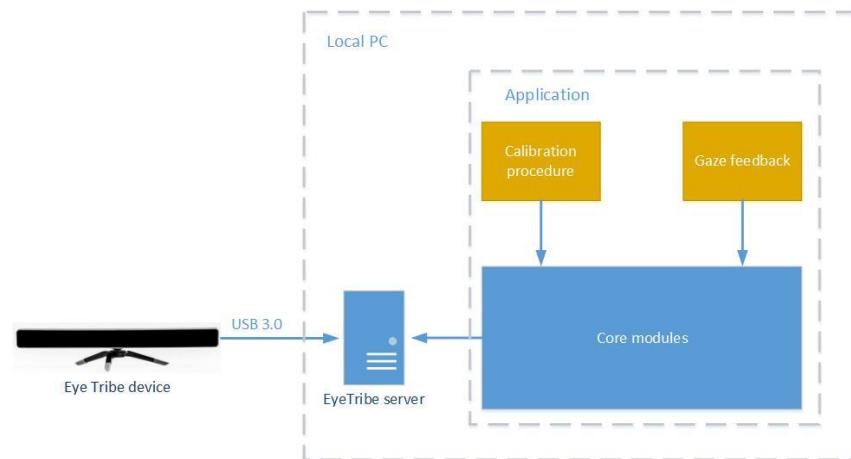 Local PC
Application
Calibration
procedure
Gaze feedback
Core modules
USB 3.0
Eye Tribe device
EyeTribe server